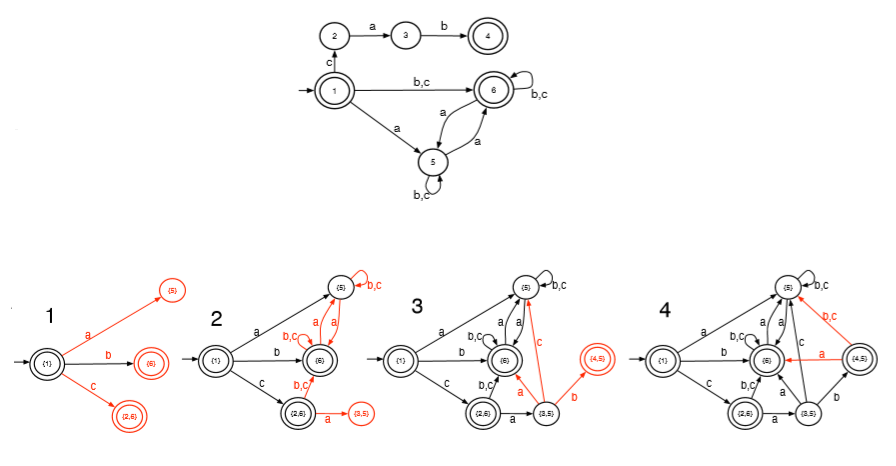 a b
2 3 4
c
1 b,c 6
b,c
a a
a
5
b,c
1 2 3 4
{5} {5} b,c {5} b,c {5} b,c
a a a a a a a a a a a b,c
b,c b,c c b,c c
{1} b {6} {1} b {6} {1} b {6} {4,5} {1} b {6} a {4,5}
c c b,c c b,c a b c b,c a b
{2,6} {2,6} a {3,5} {2,6} a {3,5} {2,6} a {3,5}